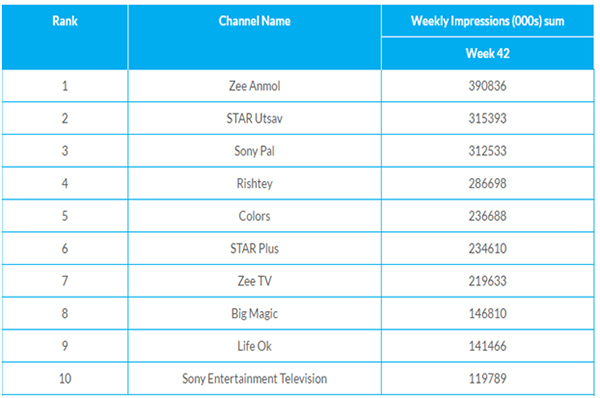 Rank Channel Name Weekly Impressions (000s) sum
Week 42
1 Zee Anmol 390836
2 STAR Utsav 315393
3 Sony Pal 312533
4 Rishtey 286698
5 Colors 236688
6 STAR Plus 234610
7 Zee TV 219633
8 Big Magic 146810
9 Life Ok 141466
10 Sony Entertainment Television 119789